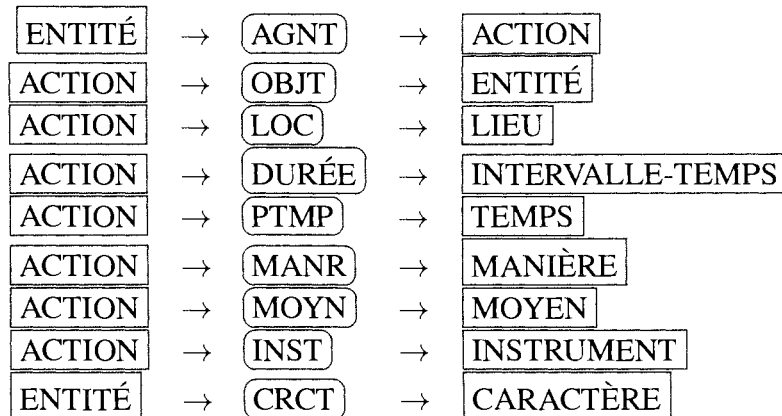 ENTITÉ → AGNT → ACTION
ACTION → OBJT → ENTITÉ
ACTION → LOC → LIEU
ACTION → DURÉE → INTERVALLE-TEMPS
ACTION → PTMP → TEMPS
ACTION → MANR → MANIÈRE
ACTION → MOYN → MOYEN
ACTION → INST → INSTRUMENT
ENTITÉ → CRCT → CARACTÈRE